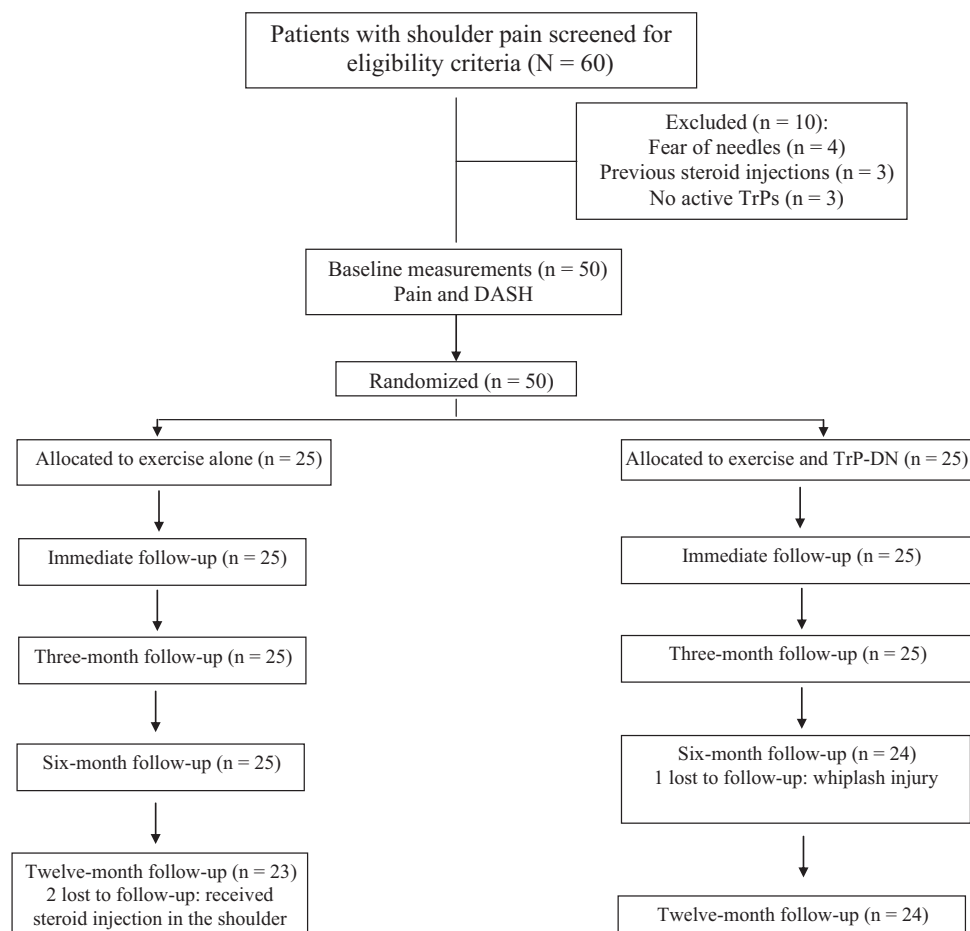 Patients with shoulder pain screened for
eligibility criteria (N = 60)
Excluded (n = 10):
Fear of needles (n = 4)
Previous steroid injections (n = 3)
No active TrPs (n = 3)
Baseline measurements (n = 50)
Pain and DASH
Randomized (n = 50)
Allocated to exercise alone (n = 25)
Immediate follow-up (n = 25)
Three-month follow-up (n = 25)
Six-month follow-up (n = 25)
Twelve-month follow-up (n = 23)
2 lost to follow-up: received
steroid injection in the shoulder
Allocated to exercise and TrP-DN (n = 25)
Immediate follow-up (n = 25)
Three-month follow-up (n = 25)
Six-month follow-up (n = 24)
1 lost to follow-up: whiplash injury
Twelve-month follow-up (n = 24)